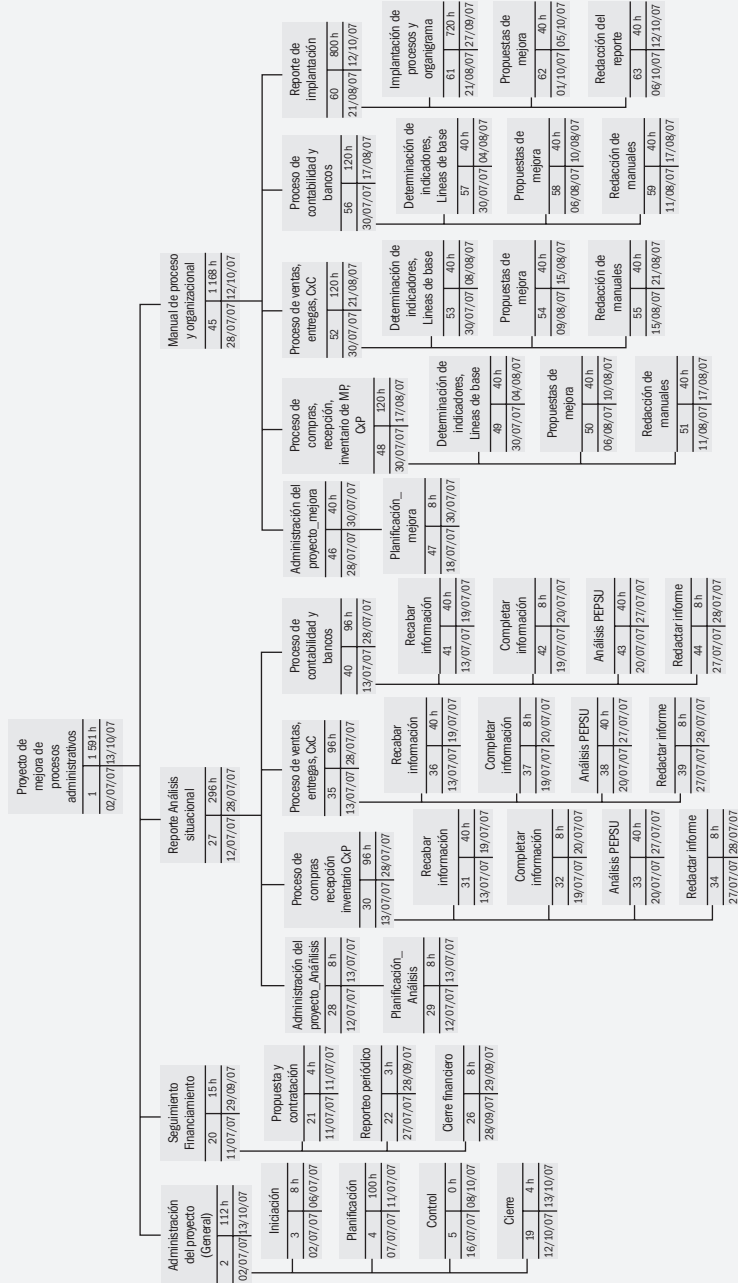 Proyecto de
mejora de
procesos
administrativos
1 1 591 h
02/07/07 13/10/07
Administración
del proyecto
(General)
2 112 h
02/07/07 13/10/07
Iniciación
3 8 h
02/07/07 06/07/07
Planificación
4 100 h
07/07/07 11/07/07
Control
5 0 h
16/07/07 08/10/07
Cierre
19 4 h
12/10/07 13/10/07
Seguimiento
Financiamiento
20 15 h
11/07/07 29/09/07
Propuesta y
contratación
21 4 h
11/07/07 11/07/07
Reporteo periódico
22 3 h
27/07/07 28/09/07
Cierre financiero
26 8 h
28/09/07 29/09/07
Reporte Análisis
situacional
27 296 h
12/07/07 28/07/07
Administración del
proyecto_Anáñlisis
28 8 h
12/07/07 13/07/07
Planificación_
Análisis
29 8 h
12/07/07 13/07/07
Proceso de
compras
recepción
inventario CxP
30 96 h
13/07/07 28/07/07
Recabar
información
31 40 h
13/07/07 19/07/07
Completar
información
32 8 h
19/07/07 20/07/07
Análisis PEPSU
33 40 h
20/07/07 27/07/07
Redactar informe
34 8 h
27/07/07 28/07/07
Proceso de ventas,
entregas, CxC
35 96 h
13/07/07 28/07/07
Recabar
información
36 40 h
13/07/07 19/07/07
Completar
información
37 8 h
19/07/07 20/07/07
Análisis PEPSU
38 40 h
20/07/07 27/07/07
Redactar informe
39 8 h
27/07/07 28/07/07
Proceso de
contabilidad y
bancos
40 96 h
13/07/07 28/07/07
Recabar
información
41 40 h
13/07/07 19/07/07
Completar
información
42 8 h
19/07/07 20/07/07
Análisis PEPSU
43 40 h
20/07/07 27/07/07
Redactar informe
44 8 h
27/07/07 28/07/07
Manual de proceso
y organizacional
45 1 168 h
28/07/07 12/10/07
Administración del
proyecto_mejora
46 40 h
28/07/07 30/07/07
Planificación_
mejora
47 8 h
18/07/07 30/07/07
Proceso de
compras,
recepción,
inventario de MP,
CxP
48 120 h
30/07/07 17/08/07
Determinación de
indicadores,
Lineas de base
49 40 h
30/07/07 04/08/07
Propuestas de
mejora
50 40 h
06/08/07 10/08/07
Redacción de
manuales
51 40 h
11/08/07 17/08/07
Proceso de ventas,
entregas, CxC
52 120 h
30/07/07 21/08/07
Determinación de
indicadores,
Lineas de base
53 40 h
30/07/07 08/08/07
Propuestas de
mejora
54 40 h
09/08/07 15/08/07
Redacción de
manuales
55 40 h
15/08/07 21/08/07
Proceso de
contabilidad y
bancos
56 120 h
30/07/07 17/08/07
Determinación de
indicadores,
Lineas de base
57 40 h
30/07/07 04/08/07
Propuestas de
mejora
58 40 h
06/08/07 10/08/07
Redacción de
manuales
59 40 h
11/08/07 17/08/07
Reporte de
implantación
60 800 h
21/08/07 12/10/07
Implantación de
procesos y
organigrama
61 720 h
21/08/07 27/09/07
Propuestas de
mejora
62 40 h
01/10/07 05/10/07
Redacción del
reporte
63 40 h
06/10/07 12/10/07